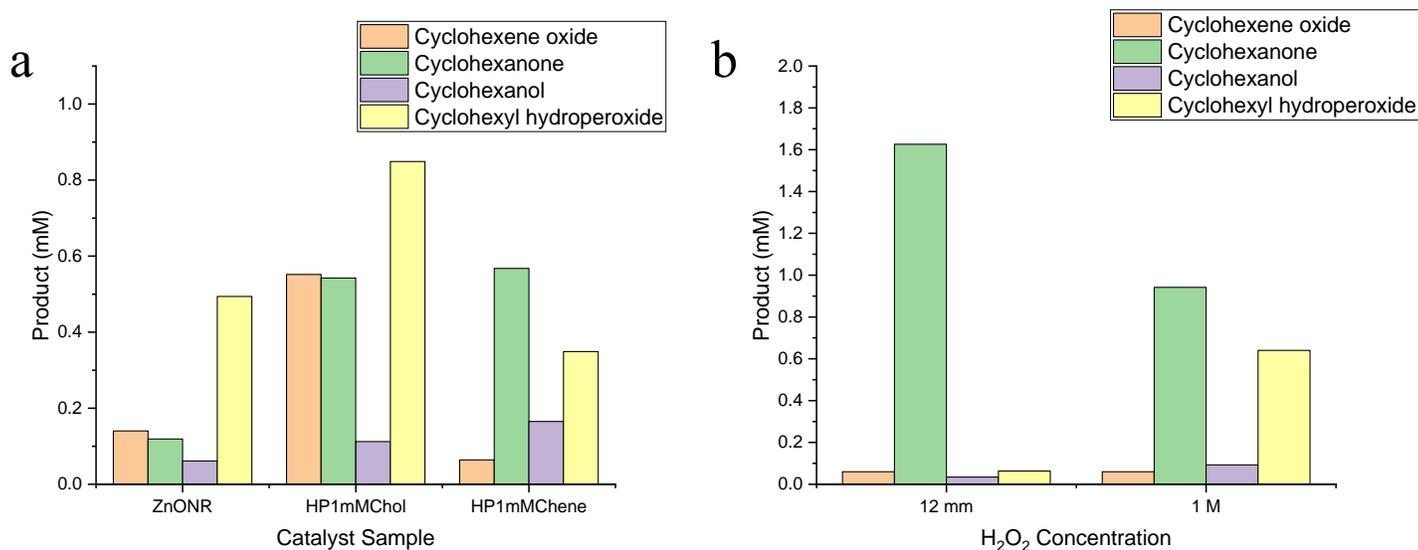 a
Cyclohexene oxide
Cyclohexanone
Cyclohexanol
Cyclohexyl hydroperoxide
1.0
0.8
0.6
0.4
0.2
0.0
Product (mM)
ZnONR
HP1mMChol
HP1mMChene
Catalyst Sample
b
Cyclohexene oxide
Cyclohexanone
Cyclohexanol
Cyclohexyl hydroperoxide
2.0
1.8
1.6
1.4
1.2
1.0
0.8
0.6
0.4
0.2
0.0
Product (mM)
12 mm
1 M
H₂O₂ Concentration